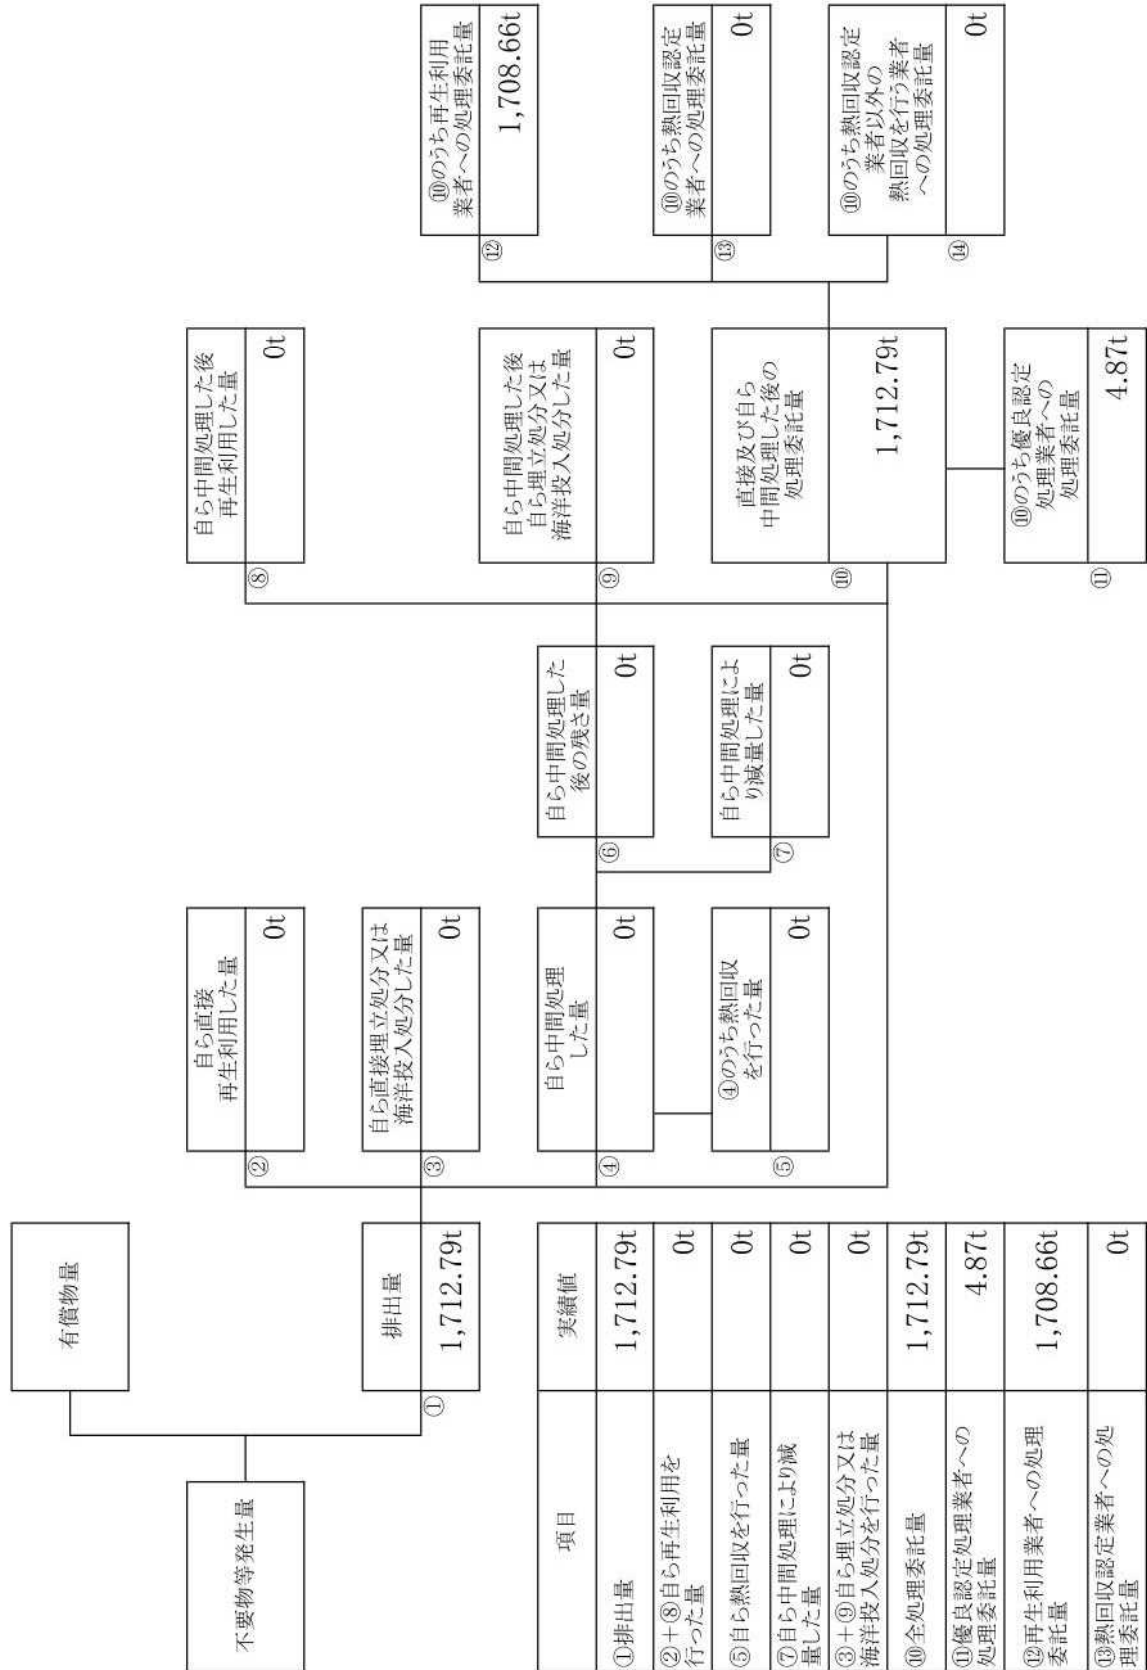 有償物量
不要物等発生量
排出量
①
1,712.79t
自ら直接
再生利用した量
②
0t
自ら直接埋立処分又は
海洋投入処分した量
③
0t
自ら中間処理
した量
④
0t
④のうち熱回収
を行った量
⑤
0t
自ら中間処理した
後の残さ量
⑥
0t
自ら中間処理によ
り減量した量
⑦
0t
自ら中間処理した後
再生利用した量
⑧
0t
自ら中間処理した後
自ら埋立処分又は
海洋投入処分した量
⑨
0t
直接及び自ら
中間処理した後の
処理委託量
⑩
1,712.79t
⑩のうち優良認定
処理業者への
処理委託量
⑪
4.87t
⑩のうち再生利用
業者への処理委託量
⑫
1,708.66t
⑩のうち熱回収認定
業者への処理委託量
⑬
0t
⑩のうち熱回収認定
業者以外の
熱回収を行う業者
への処理委託量
⑭
0t
項目
実績値
①排出量
1,712.79t
②+⑧自ら再生利用を
行った量
0t
⑤自ら熱回収を行った量
0t
⑦自ら中間処理により減
量した量
0t
③+⑨自ら埋立処分又は
海洋投入処分を行った量
0t
⑩全処理委託量
1,712.79t
⑪優良認定処理業者への
処理委託量
4.87t
⑫再生利用業者への処理
委託量
1,708.66t
⑬熱回収認定業者への処
理委託量
0t